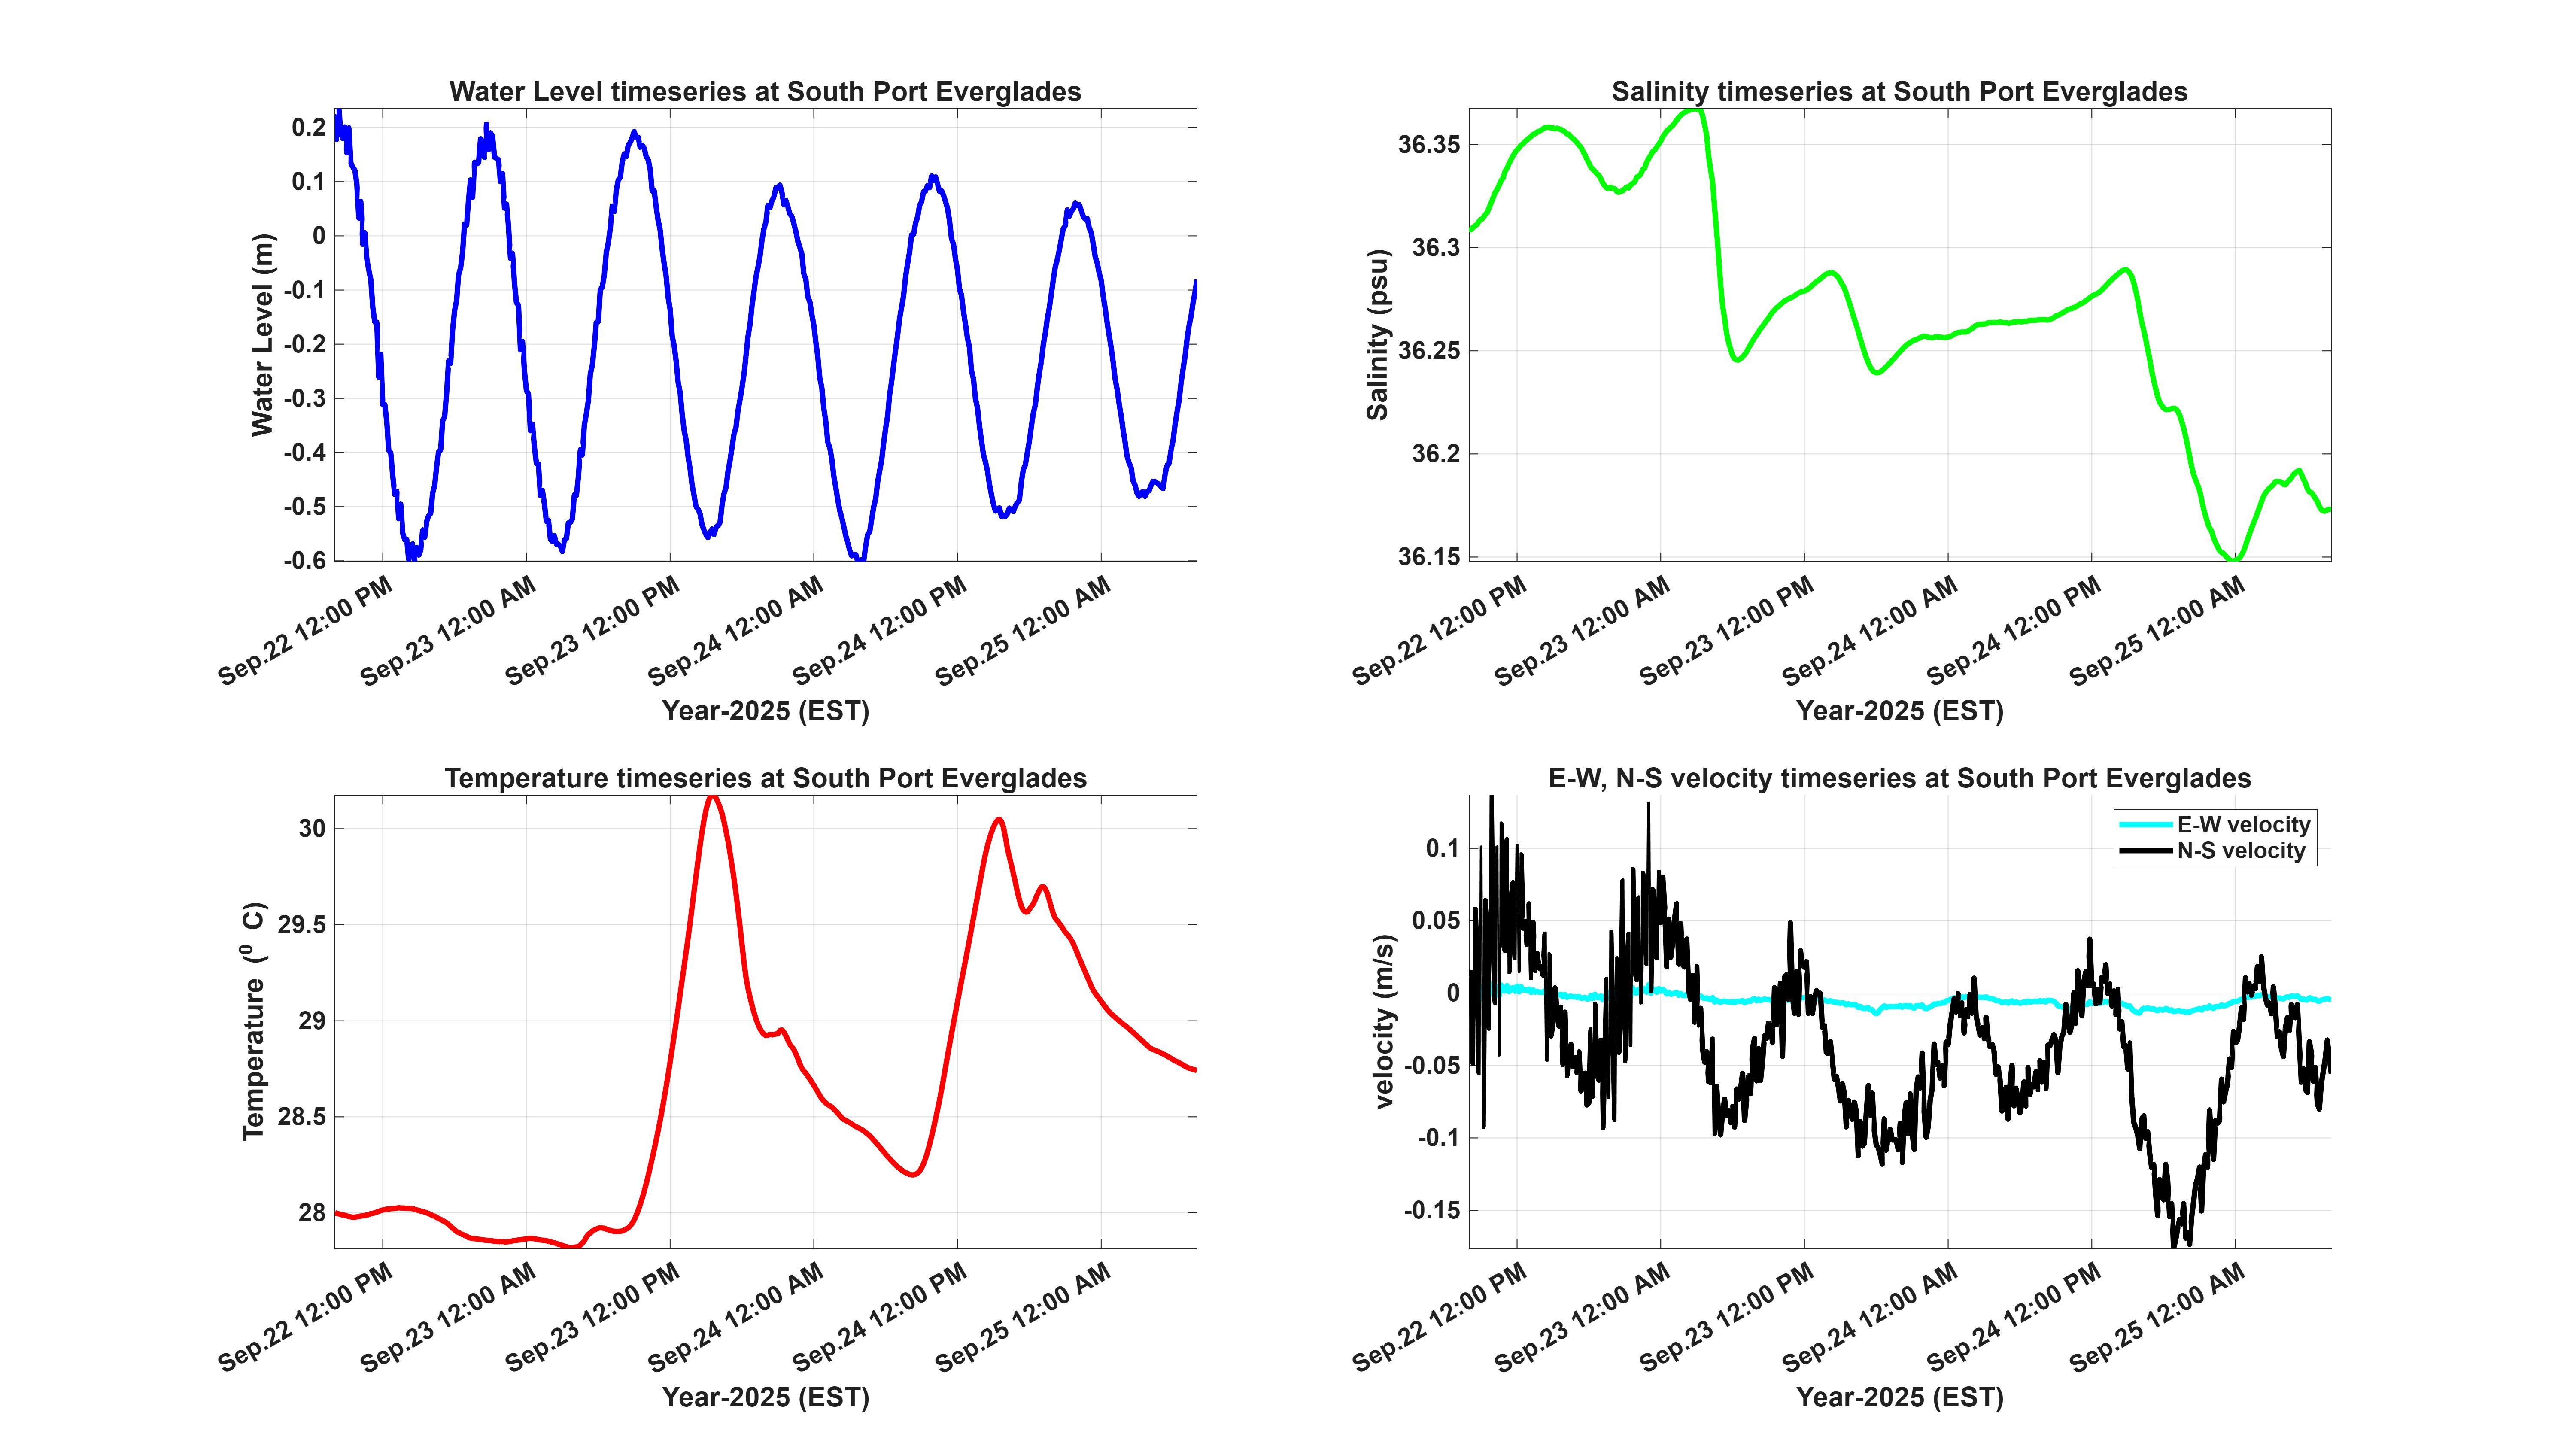 Water Level timeseries at South Port Everglades
Water Level (m)
0.2
0.1
0
-0.1
-0.2
-0.3
-0.4
-0.5
-0.6
Sep.22 12:00 PM
Sep.23 12:00 AM
Sep.23 12:00 PM
Sep.24 12:00 AM
Sep.24 12:00 PM
Sep.25 12:00 AM
Year-2025 (EST)
Salinity timeseries at South Port Everglades
Salinity (psu)
36.35
36.3
36.25
36.2
36.15
Sep.22 12:00 PM
Sep.23 12:00 AM
Sep.23 12:00 PM
Sep.24 12:00 AM
Sep.24 12:00 PM
Sep.25 12:00 AM
Year-2025 (EST)
Temperature timeseries at South Port Everglades
Temperature (⁰ C)
30
29.5
29
28.5
28
Sep.22 12:00 PM
Sep.23 12:00 AM
Sep.23 12:00 PM
Sep.24 12:00 AM
Sep.24 12:00 PM
Sep.25 12:00 AM
Year-2025 (EST)
E-W, N-S velocity timeseries at South Port Everglades
velocity (m/s)
0.1
0.05
0
-0.05
-0.1
-0.15
E-W velocity
N-S velocity
Sep.22 12:00 PM
Sep.23 12:00 AM
Sep.23 12:00 PM
Sep.24 12:00 AM
Sep.24 12:00 PM
Sep.25 12:00 AM
Year-2025 (EST)